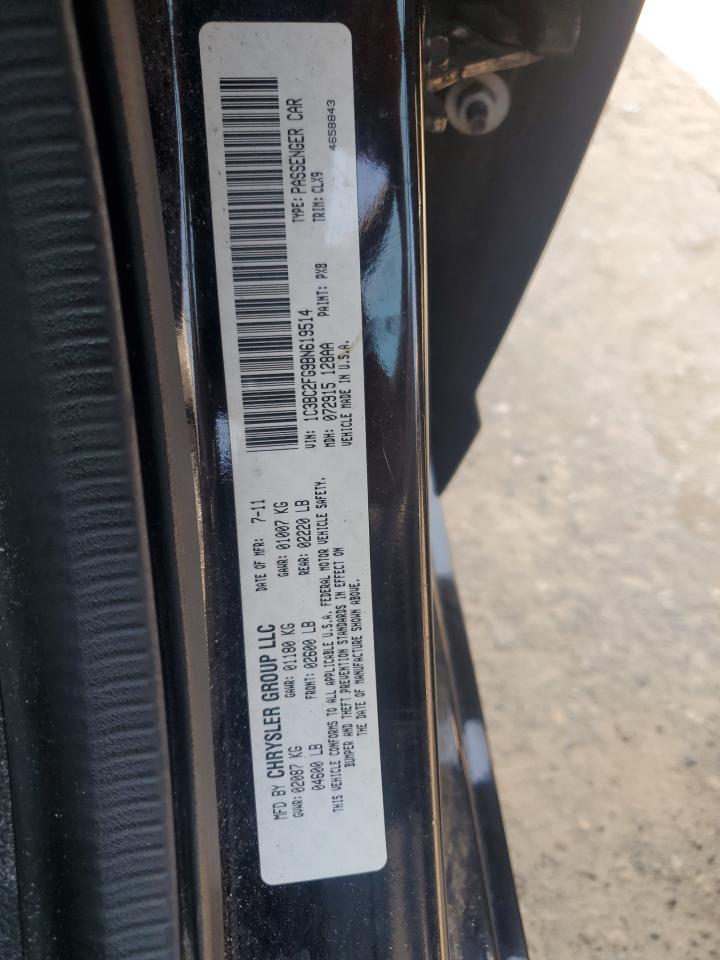 MFD BY CHRYSLER GROUP LLC
DATE OF MFR: 7-11
GVWR: 02087 KG
GAWR: 01180 KG
GAWR: 01007 KG
04600 LB
FRONT: 02600 LB
REAR: 02220 LB
THIS VEHICLE CONFORMS TO ALL APPLICABLE U.S.A. FEDERAL MOTOR VEHICLE SAFETY,
BUMPER AND THEFT PREVENTION STANDARDS IN EFFECT ON
THE DATE OF MANUFACTURE SHOWN ABOVE.
VIN: 1C3BC2FG9BN619514
TYPE: PASSENGER CAR
MDH: 072915 128AA
PAINT: PX8
TRIM: CLX9
VEHICLE MADE IN U.S.A.
4658843